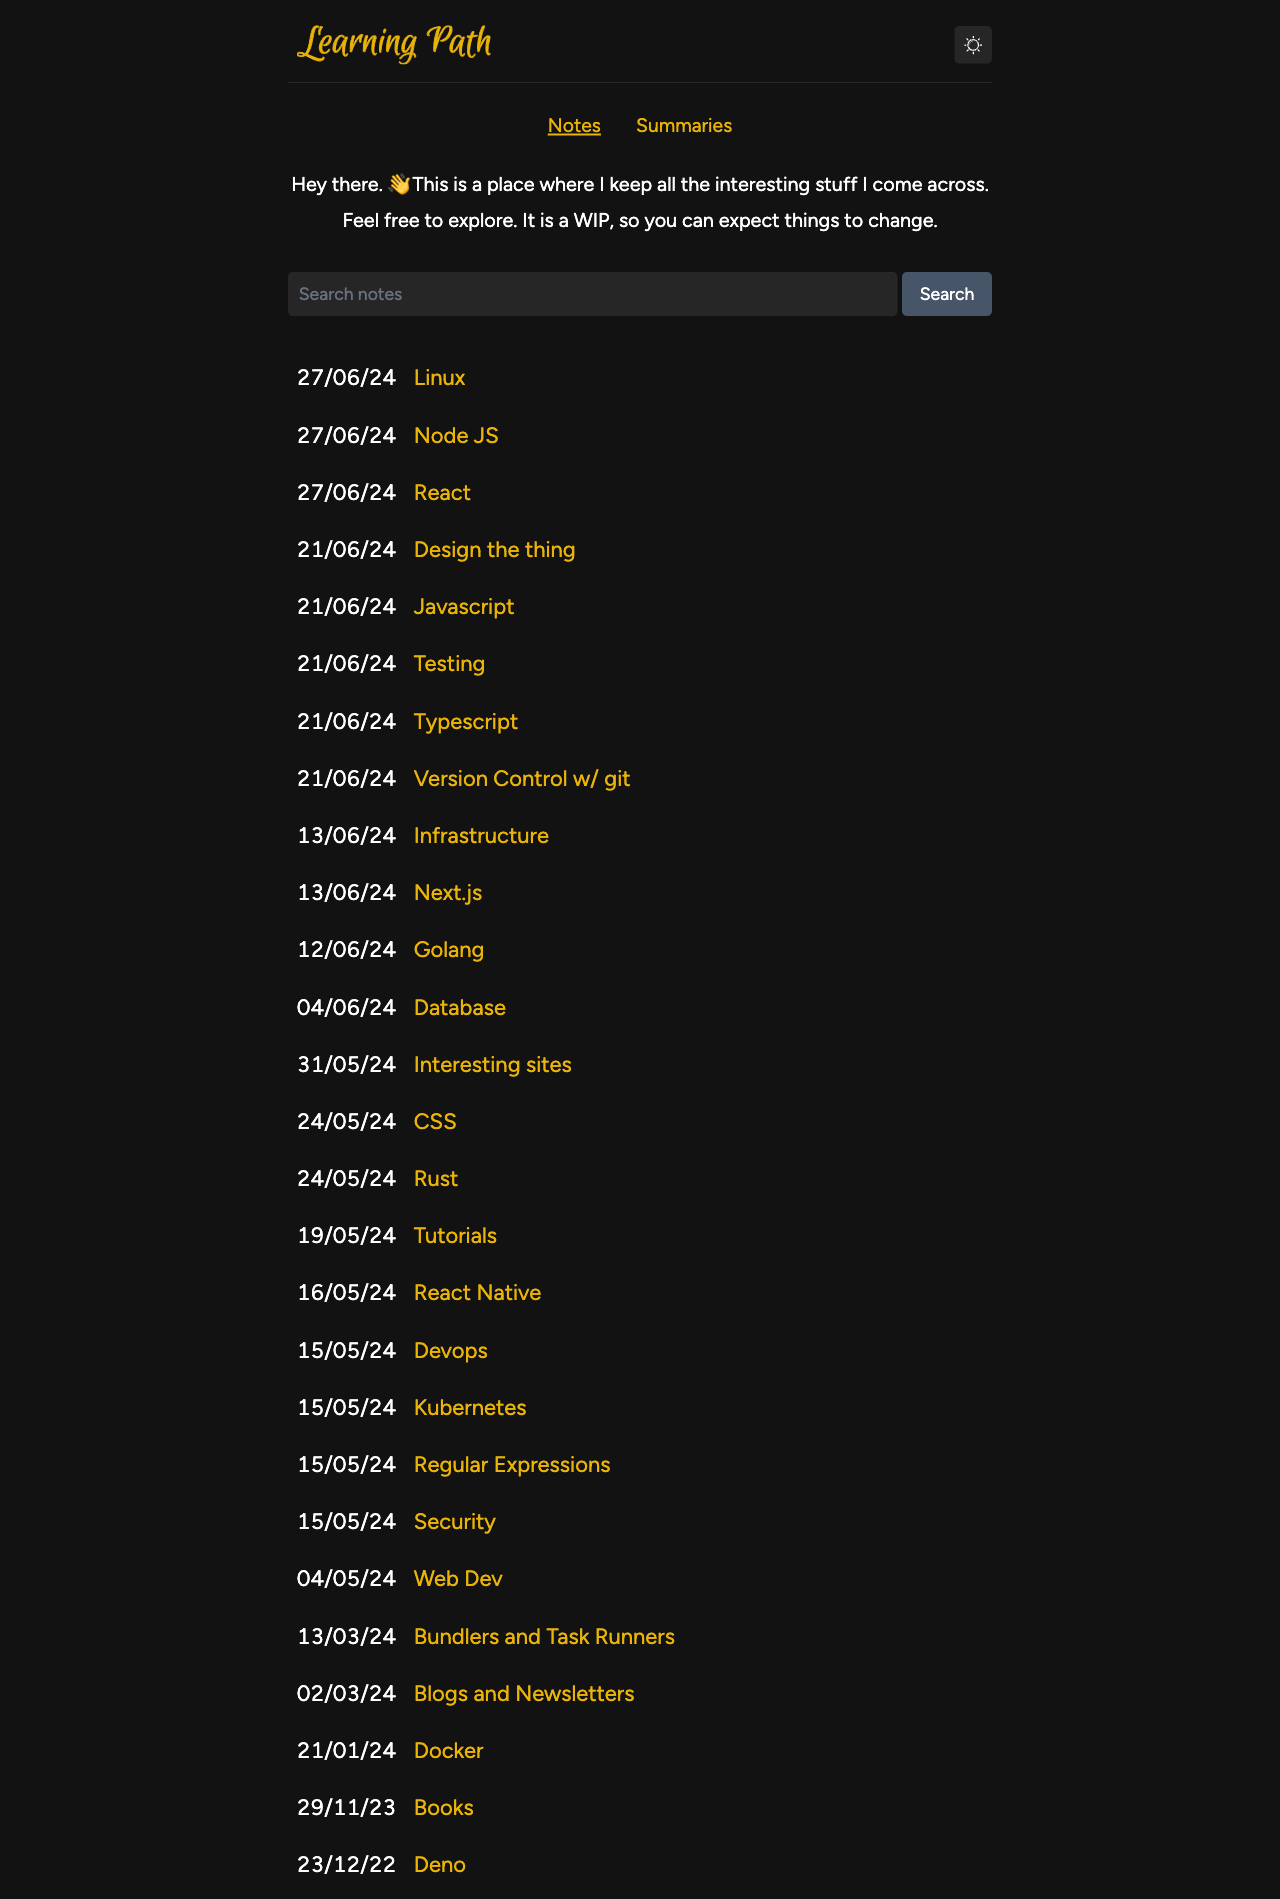 Learning Path
Notes Summaries
Hey there. 👋This is a place where I keep all the interesting stuff I come across.
Feel free to explore. It is a WIP, so you can expect things to change.
Search notes Search
27/06/24 Linux
27/06/24 Node JS
27/06/24 React
21/06/24 Design the thing
21/06/24 Javascript
21/06/24 Testing
21/06/24 Typescript
21/06/24 Version Control w/ git
13/06/24 Infrastructure
13/06/24 Next.js
12/06/24 Golang
04/06/24 Database
31/05/24 Interesting sites
24/05/24 CSS
24/05/24 Rust
19/05/24 Tutorials
16/05/24 React Native
15/05/24 Devops
15/05/24 Kubernetes
15/05/24 Regular Expressions
15/05/24 Security
04/05/24 Web Dev
13/03/24 Bundlers and Task Runners
02/03/24 Blogs and Newsletters
21/01/24 Docker
29/11/23 Books
23/12/22 Deno